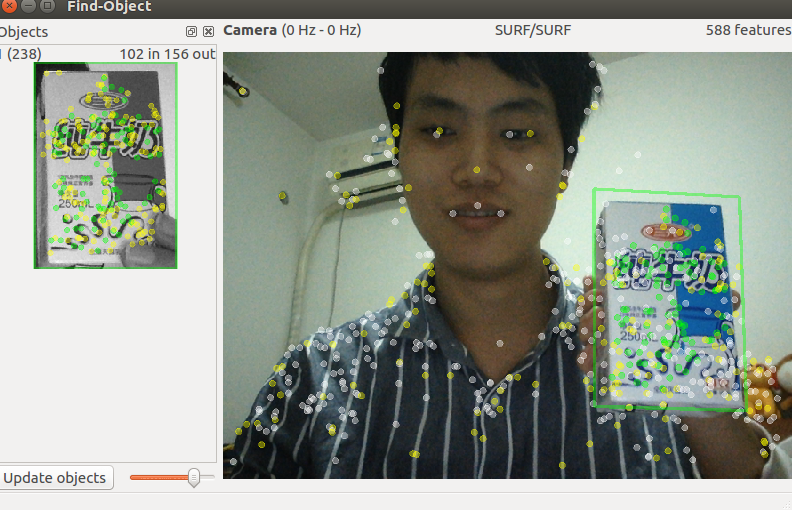 Find-Object
Objects
Camera (0 Hz - 0 Hz)
SURF/SURF
588 features
(238)
102 in 156 out
纯牛奶
250mL
纯牛奶
250mL
Update objects